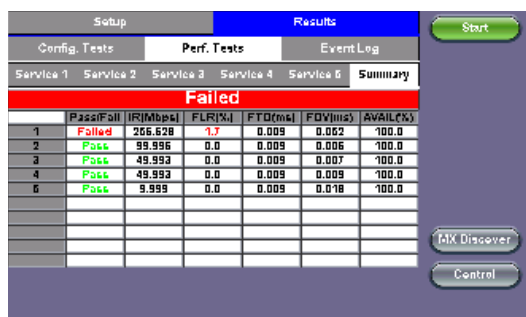 Setup Results Start
Config. Tests Perf. Tests Event Log
Service 1 Service 2 Service 3 Service 4 Service 5 Summary
Failed
Pass/Fail IR(Mbps) FLR(%) FTD(ms) FDV(ms) AVAIL(%)
1 Failed 266.628 1.7 0.009 0.062 100.0
2 Pass 99.996 0.0 0.009 0.006 100.0
3 Pass 49.993 0.0 0.009 0.007 100.0
4 Pass 49.993 0.0 0.009 0.009 100.0
5 Pass 9.999 0.0 0.009 0.018 100.0
MX Discover
Control